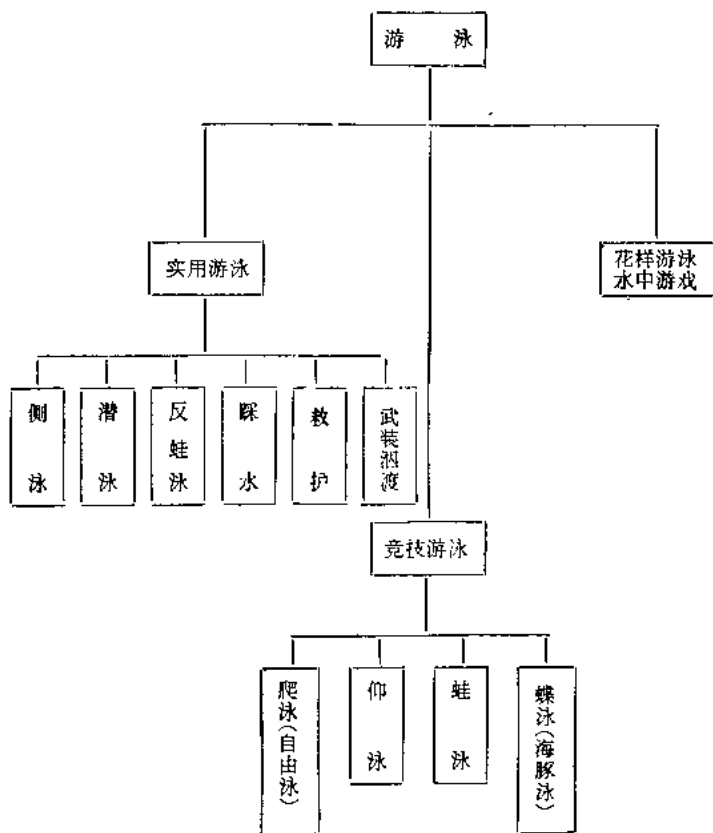 游泳
实用游泳
花样游泳
水中游戏
侧泳
潜泳
反蛙泳
踩水
救护
武装泅渡
竞技游泳
爬泳(自由泳)
仰泳
蛙泳
蝶泳(海豚泳)